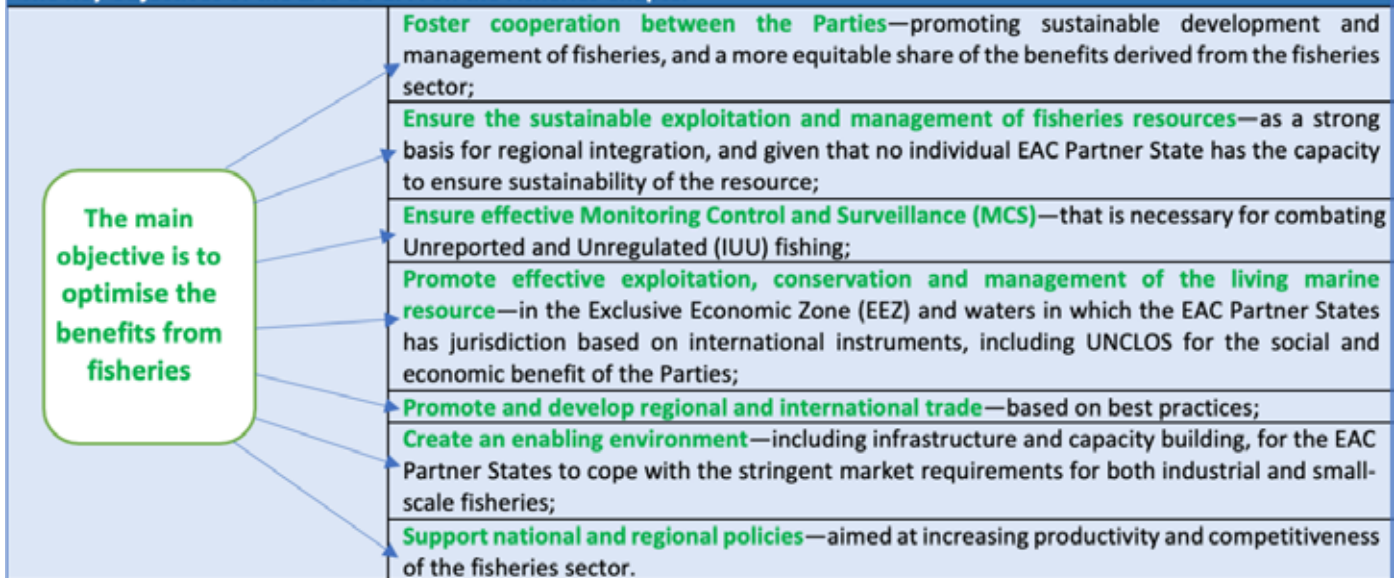 The main
objective is to
optimise the
benefits from
fisheries
Foster cooperation between the Parties—promoting sustainable development and
management of fisheries, and a more equitable share of the benefits derived from the fisheries
sector;
Ensure the sustainable exploitation and management of fisheries resources—as a strong
basis for regional integration, and given that no individual EAC Partner State has the capacity
to ensure sustainability of the resource;
Ensure effective Monitoring Control and Surveillance (MCS)—that is necessary for combating
Unreported and Unregulated (IUU) fishing;
Promote effective exploitation, conservation and management of the living marine
resource—in the Exclusive Economic Zone (EEZ) and waters in which the EAC Partner States
has jurisdiction based on international instruments, including UNCLOS for the social and
economic benefit of the Parties;
Promote and develop regional and international trade—based on best practices;
Create an enabling environment—including infrastructure and capacity building, for the EAC
Partner States to cope with the stringent market requirements for both industrial and small-
scale fisheries;
Support national and regional policies—aimed at increasing productivity and competitiveness
of the fisheries sector.